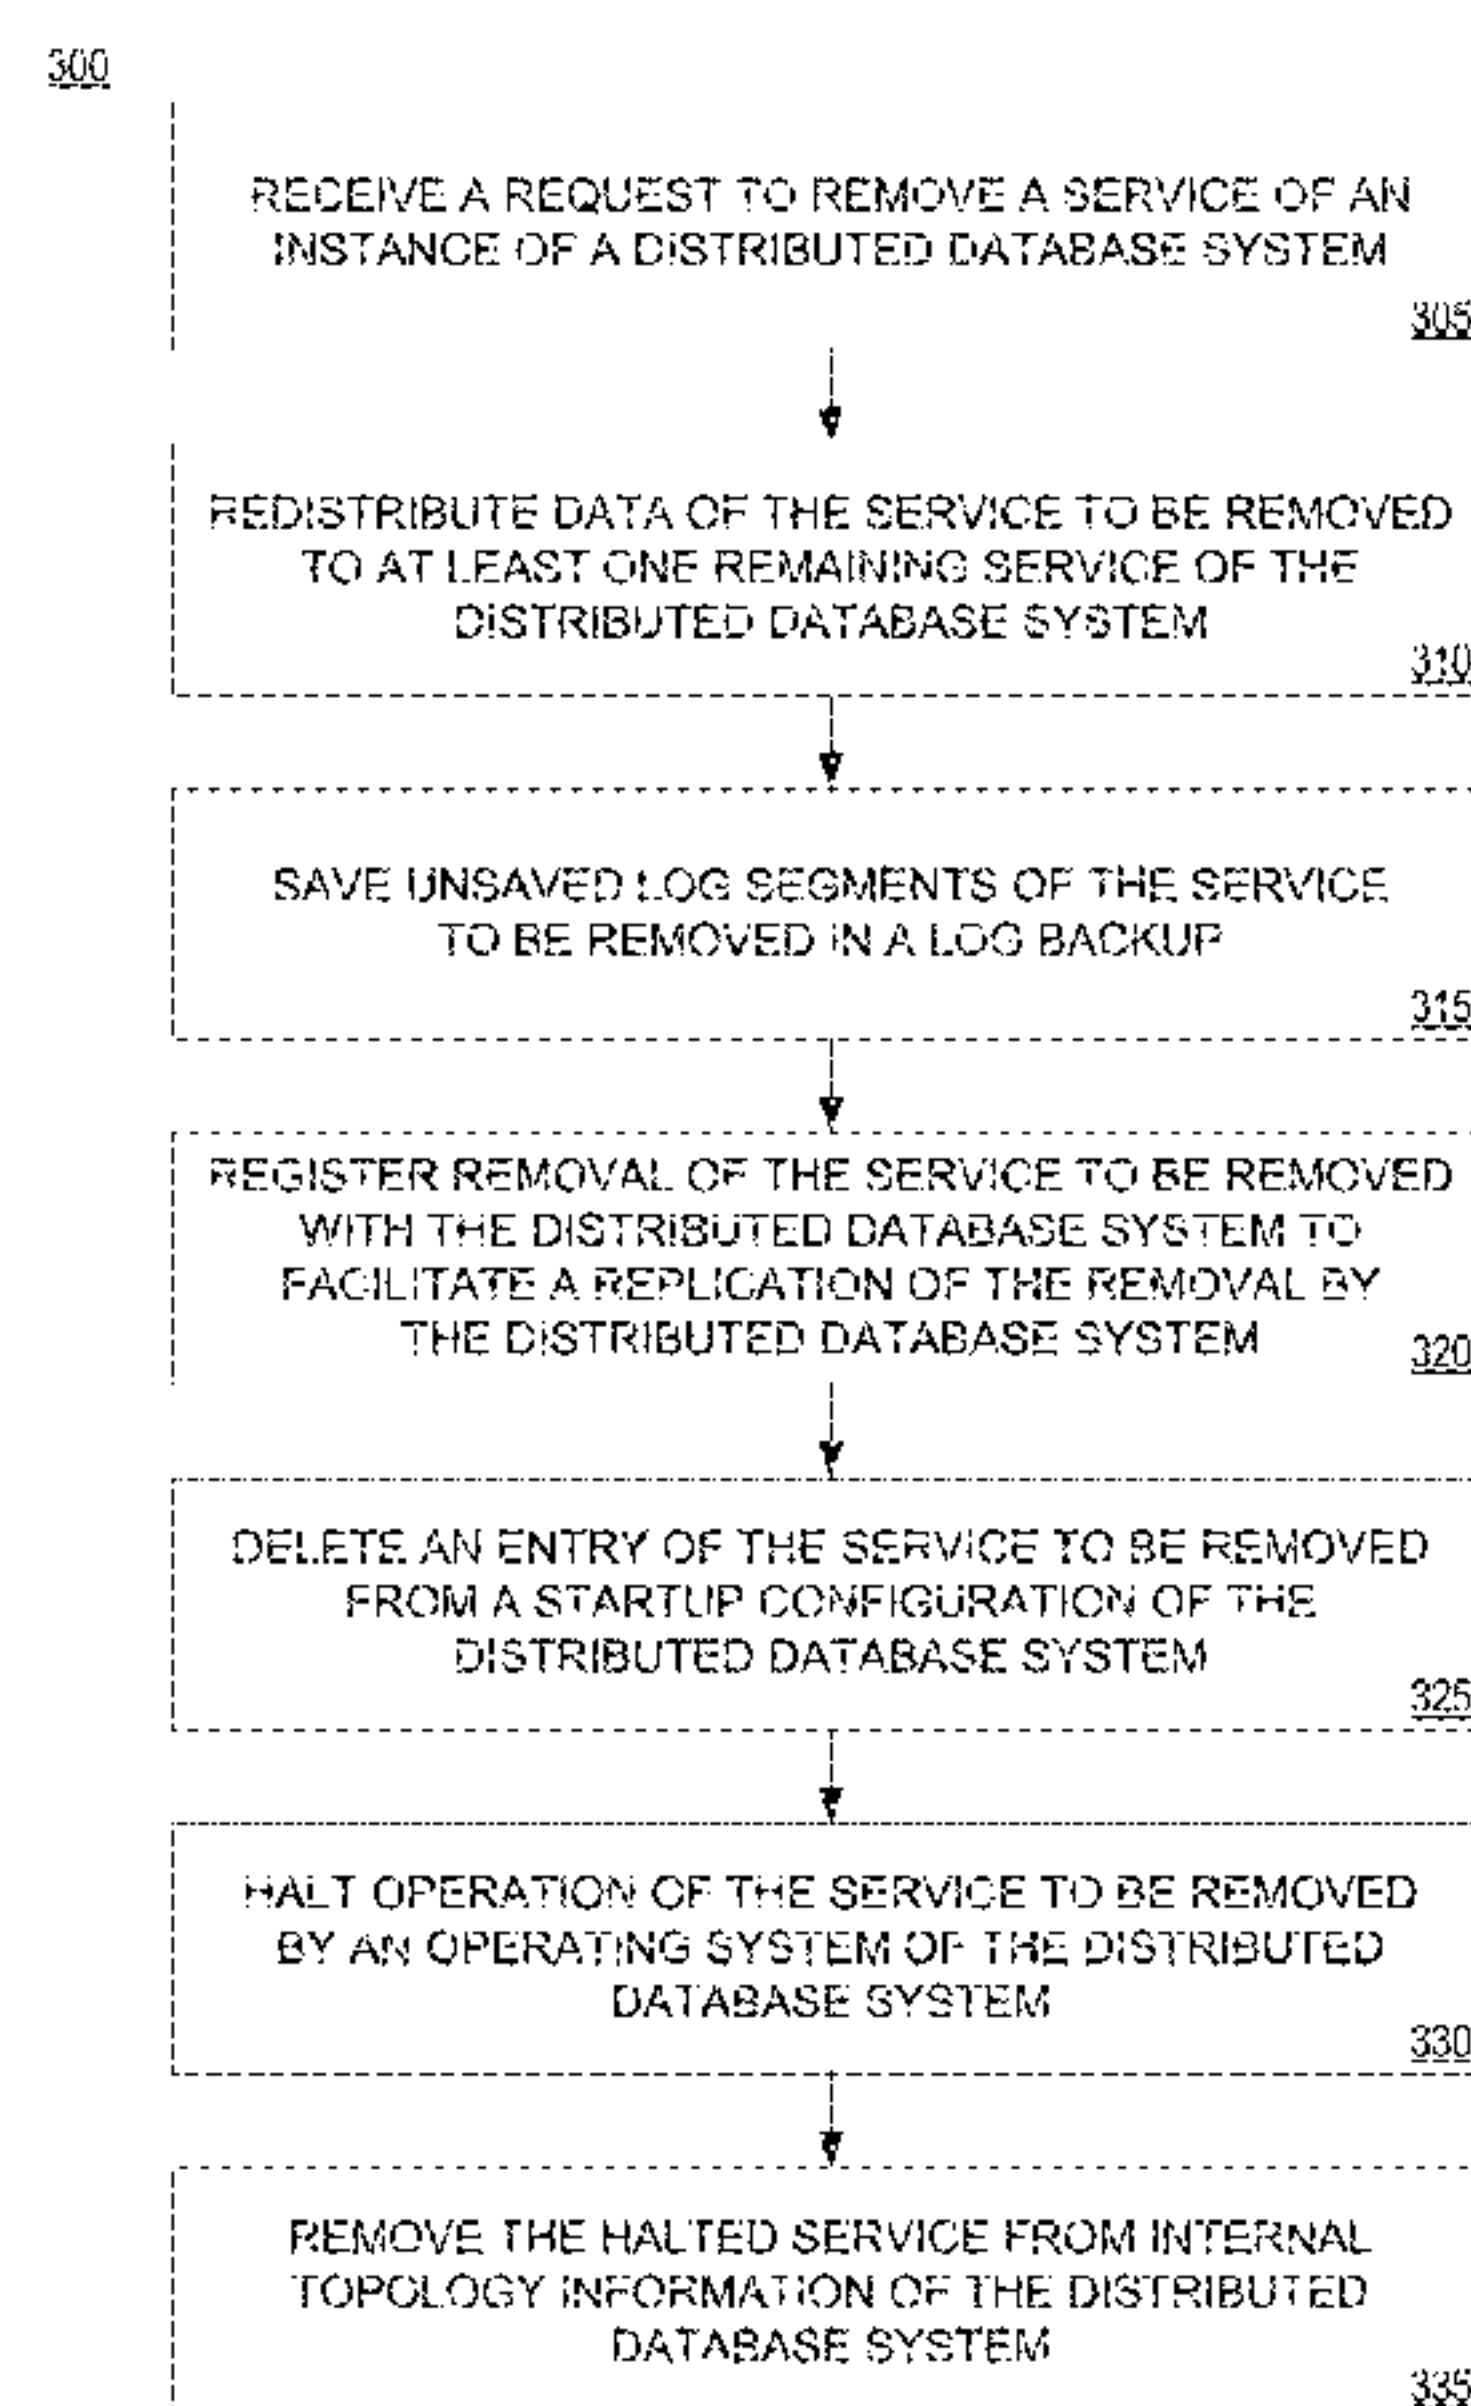 300
RECEIVE A REQUEST TO REMOVE A SERVICE OF AN
INSTANCE OF A DISTRIBUTED DATABASE SYSTEM
305
REDISTRIBUTE DATA OF THE SERVICE TO BE REMOVED
TO AT LEAST ONE REMAINING SERVICE OF THE
DISTRIBUTED DATABASE SYSTEM
310
SAVE UNSAVED LOG SEGMENTS OF THE SERVICE
TO BE REMOVED IN A LOG BACKUP
315
REGISTER REMOVAL OF THE SERVICE TO BE REMOVED
WITH THE DISTRIBUTED DATABASE SYSTEM TO
FACILITATE A REPLICATION OF THE REMOVAL BY
THE DISTRIBUTED DATABASE SYSTEM
320
DELETE AN ENTRY OF THE SERVICE TO BE REMOVED
FROM A STARTUP CONFIGURATION OF THE
DISTRIBUTED DATABASE SYSTEM
325
HALT OPERATION OF THE SERVICE TO BE REMOVED
BY AN OPERATING SYSTEM OF THE DISTRIBUTED
DATABASE SYSTEM
330
REMOVE THE HALTED SERVICE FROM INTERNAL
TOPOLOGY INFORMATION OF THE DISTRIBUTED
DATABASE SYSTEM
335